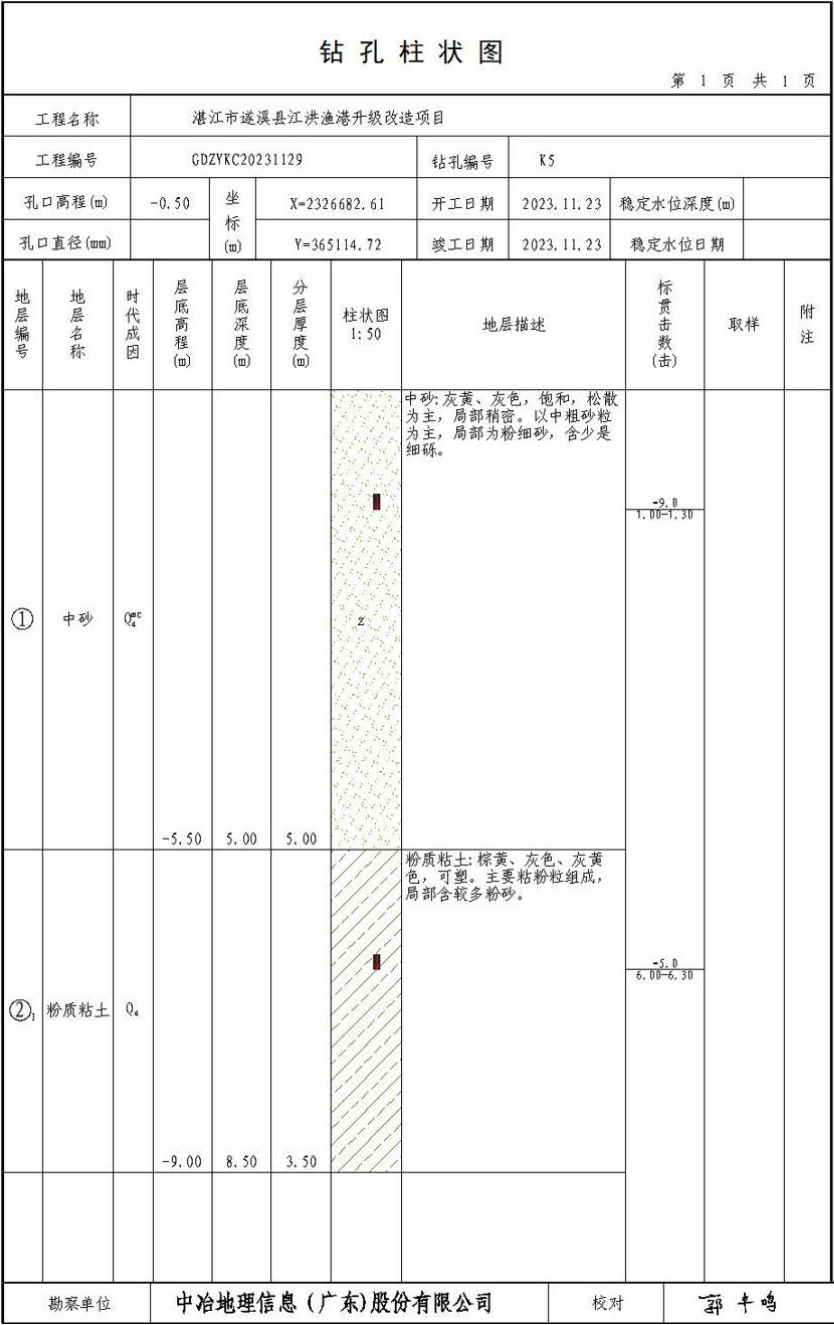 钻孔柱状图
第 1 页 共 1 页
工程名称 湛江市遂溪县江洪渔港升级改造项目
工程编号 GDZYKC20231129 钻孔编号 K5
孔口高程(m) -0.50 坐标(m) X=2326682.61 开工日期 2023.11.23 稳定水位深度(m)
孔口直径(mm) Y=365114.72 竣工日期 2023.11.23 稳定水位日期
地层编号 地层名称 时代成因 层底高程(m) 层底深度(m) 分层厚度(m) 柱状图 1:50 地层描述 标贯击数(击) 取样 附注
中砂:灰黄、灰色,饱和,松散
为主,局部稍密。以中粗砂粒
为主,局部为粉细砂,含少是
细砾。
-9.0
1.00-1.30
① 中砂 Q₄ᵐᶜ z
-5.50 5.00 5.00
粉质粘土:棕黄、灰色、灰黄
色,可塑。主要粘粉粒组成,
局部含较多粉砂。
-5.0
6.00-6.30
②₁ 粉质粘土 Q₄
-9.00 8.50 3.50
勘察单位 中冶地理信息(广东)股份有限公司 校对